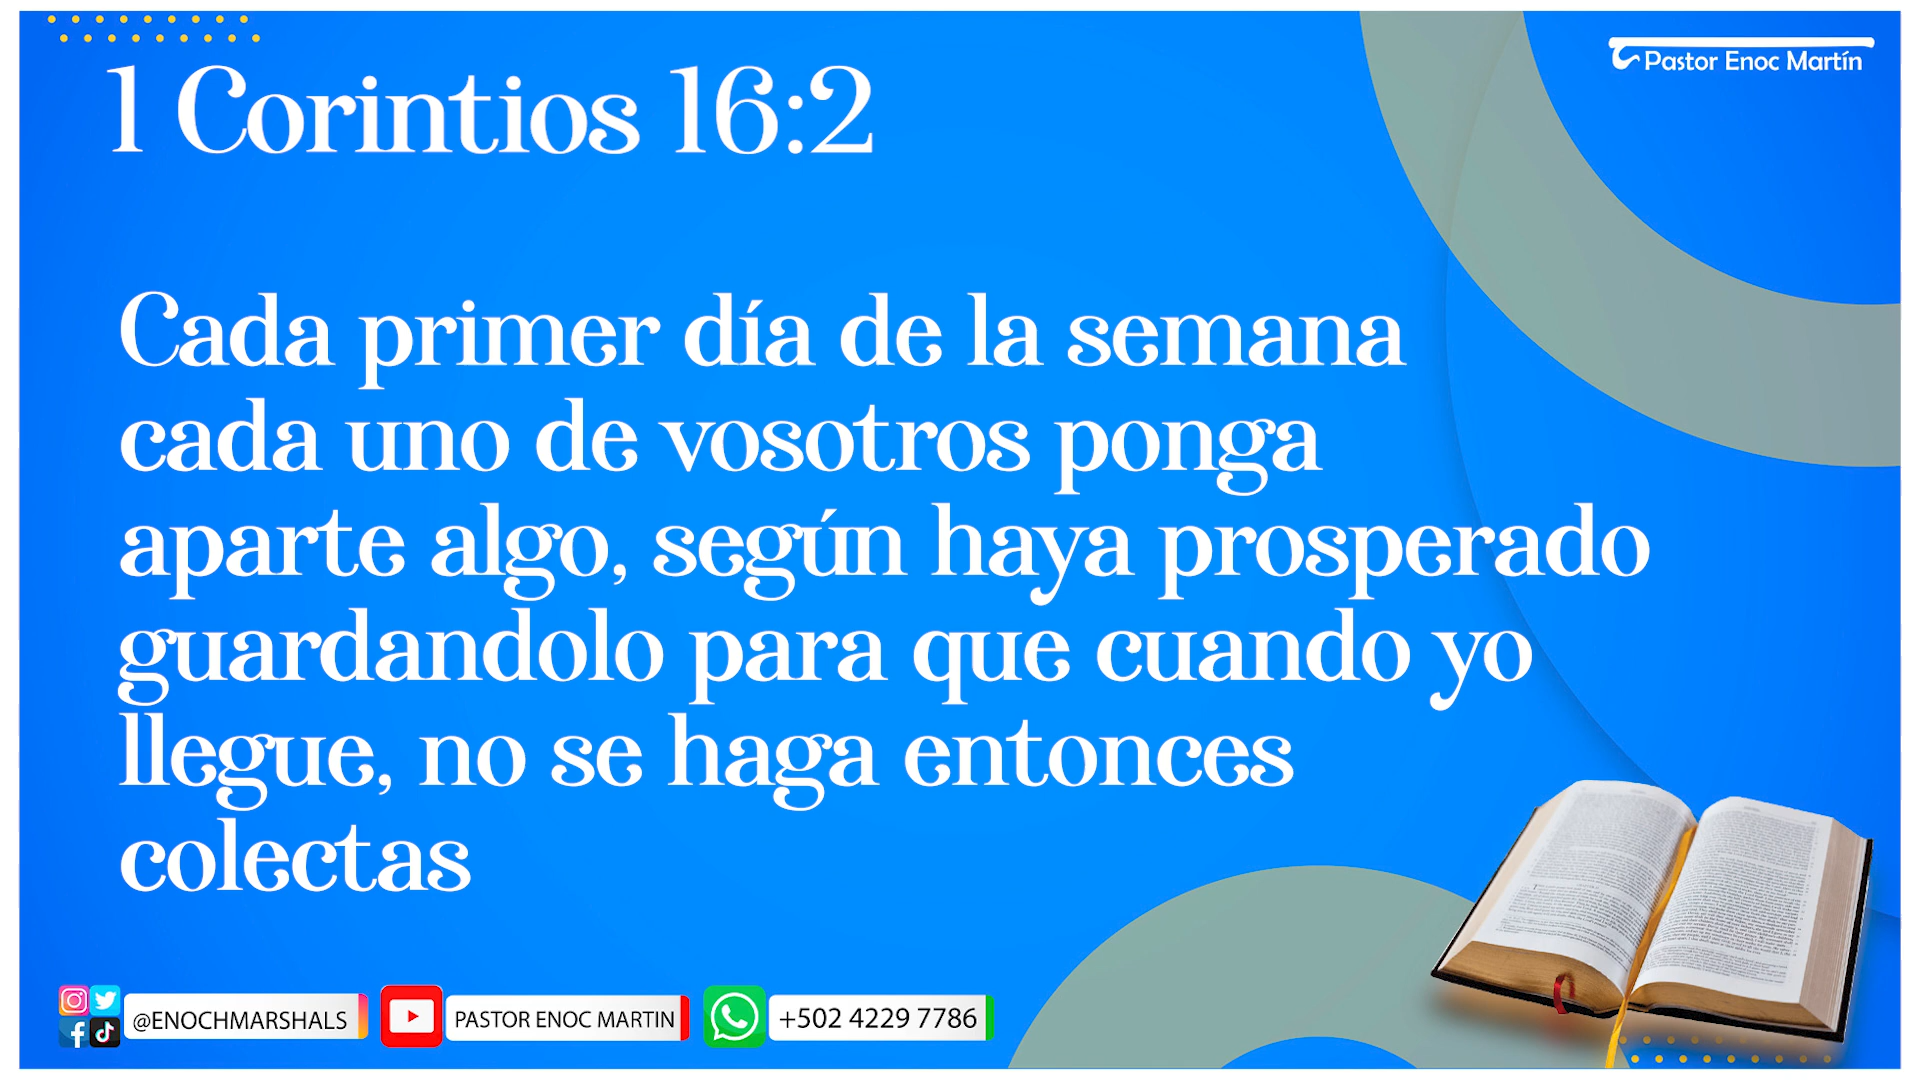 Pastor Enoc Martín
1 Corintios 16:2
Cada primer día de la semana
cada uno de vosotros ponga
aparte algo, según haya prosperado
guardandolo para que cuando yo
llegue, no se haga entonces
colectas
@ENOCHMARSHALS
PASTOR ENOC MARTIN
+502 4229 7786